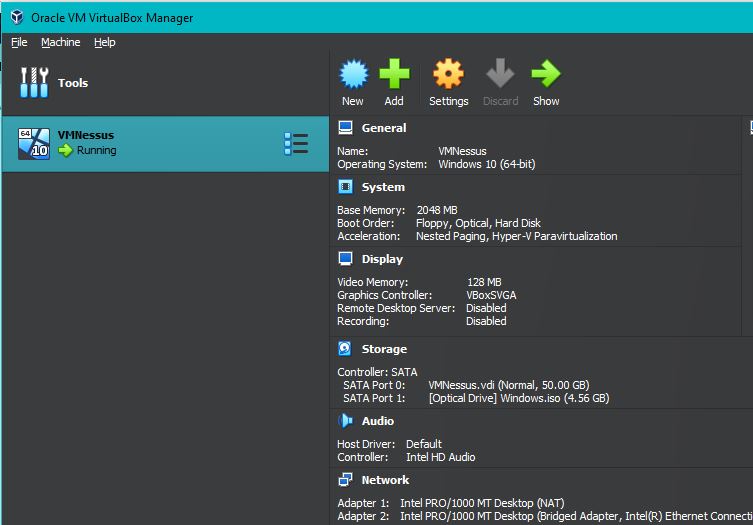 Oracle VM VirtualBox Manager
File Machine Help
Tools
New Add Settings Discard Show
64
10
VMNessus
Running
General
Name: VMNessus
Operating System: Windows 10 (64-bit)
System
Base Memory: 2048 MB
Boot Order: Floppy, Optical, Hard Disk
Acceleration: Nested Paging, Hyper-V Paravirtualization
Display
Video Memory: 128 MB
Graphics Controller: VBoxSVGA
Remote Desktop Server: Disabled
Recording: Disabled
Storage
Controller: SATA
SATA Port 0: VMNessus.vdi (Normal, 50.00 GB)
SATA Port 1: [Optical Drive] Windows.iso (4.56 GB)
Audio
Host Driver: Default
Controller: Intel HD Audio
Network
Adapter 1: Intel PRO/1000 MT Desktop (NAT)
Adapter 2: Intel PRO/1000 MT Desktop (Bridged Adapter, Intel(R) Ethernet Connecti